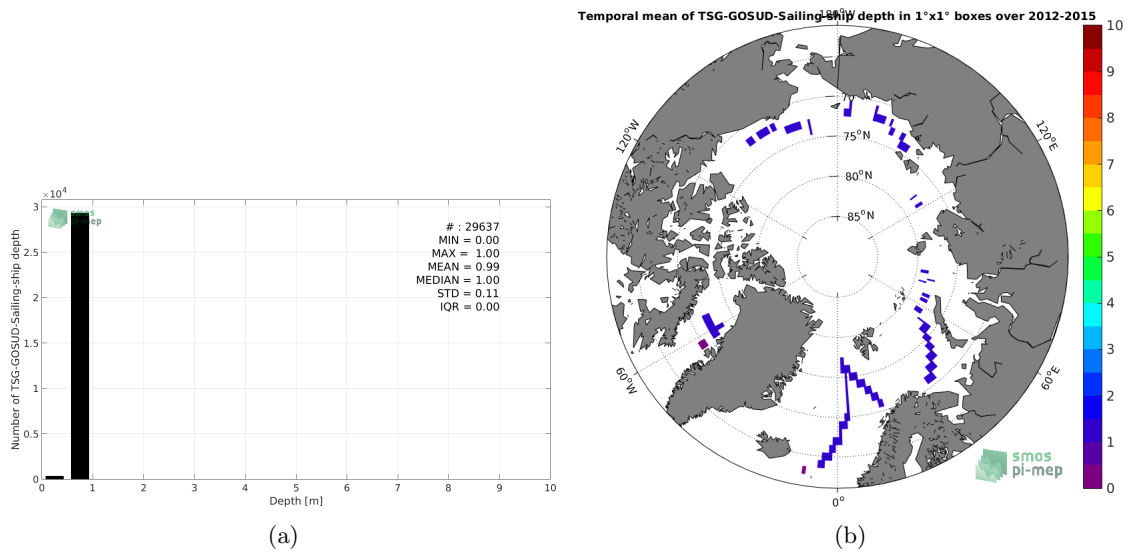 Temporal mean of TSG-GOSUD-Sailing-ship depth in 1°x1° boxes over 2012-2015
180°W
120°W
120°E
60°W
60°E
0°
70°N
75°N
80°N
85°N
10
9
8
7
6
5
4
3
2
1
0
smos
pi-mep
×10⁴
3
2.5
2
1.5
1
0.5
0
Number of TSG-GOSUD-Sailing-ship depth
smos
pi-mep
# : 29637
MIN = 0.00
MAX = 1.00
MEAN = 0.99
MEDIAN = 1.00
STD = 0.11
IQR = 0.00
0 1 2 3 4 5 6 7 8 9 10
Depth [m]
(a)
(b)